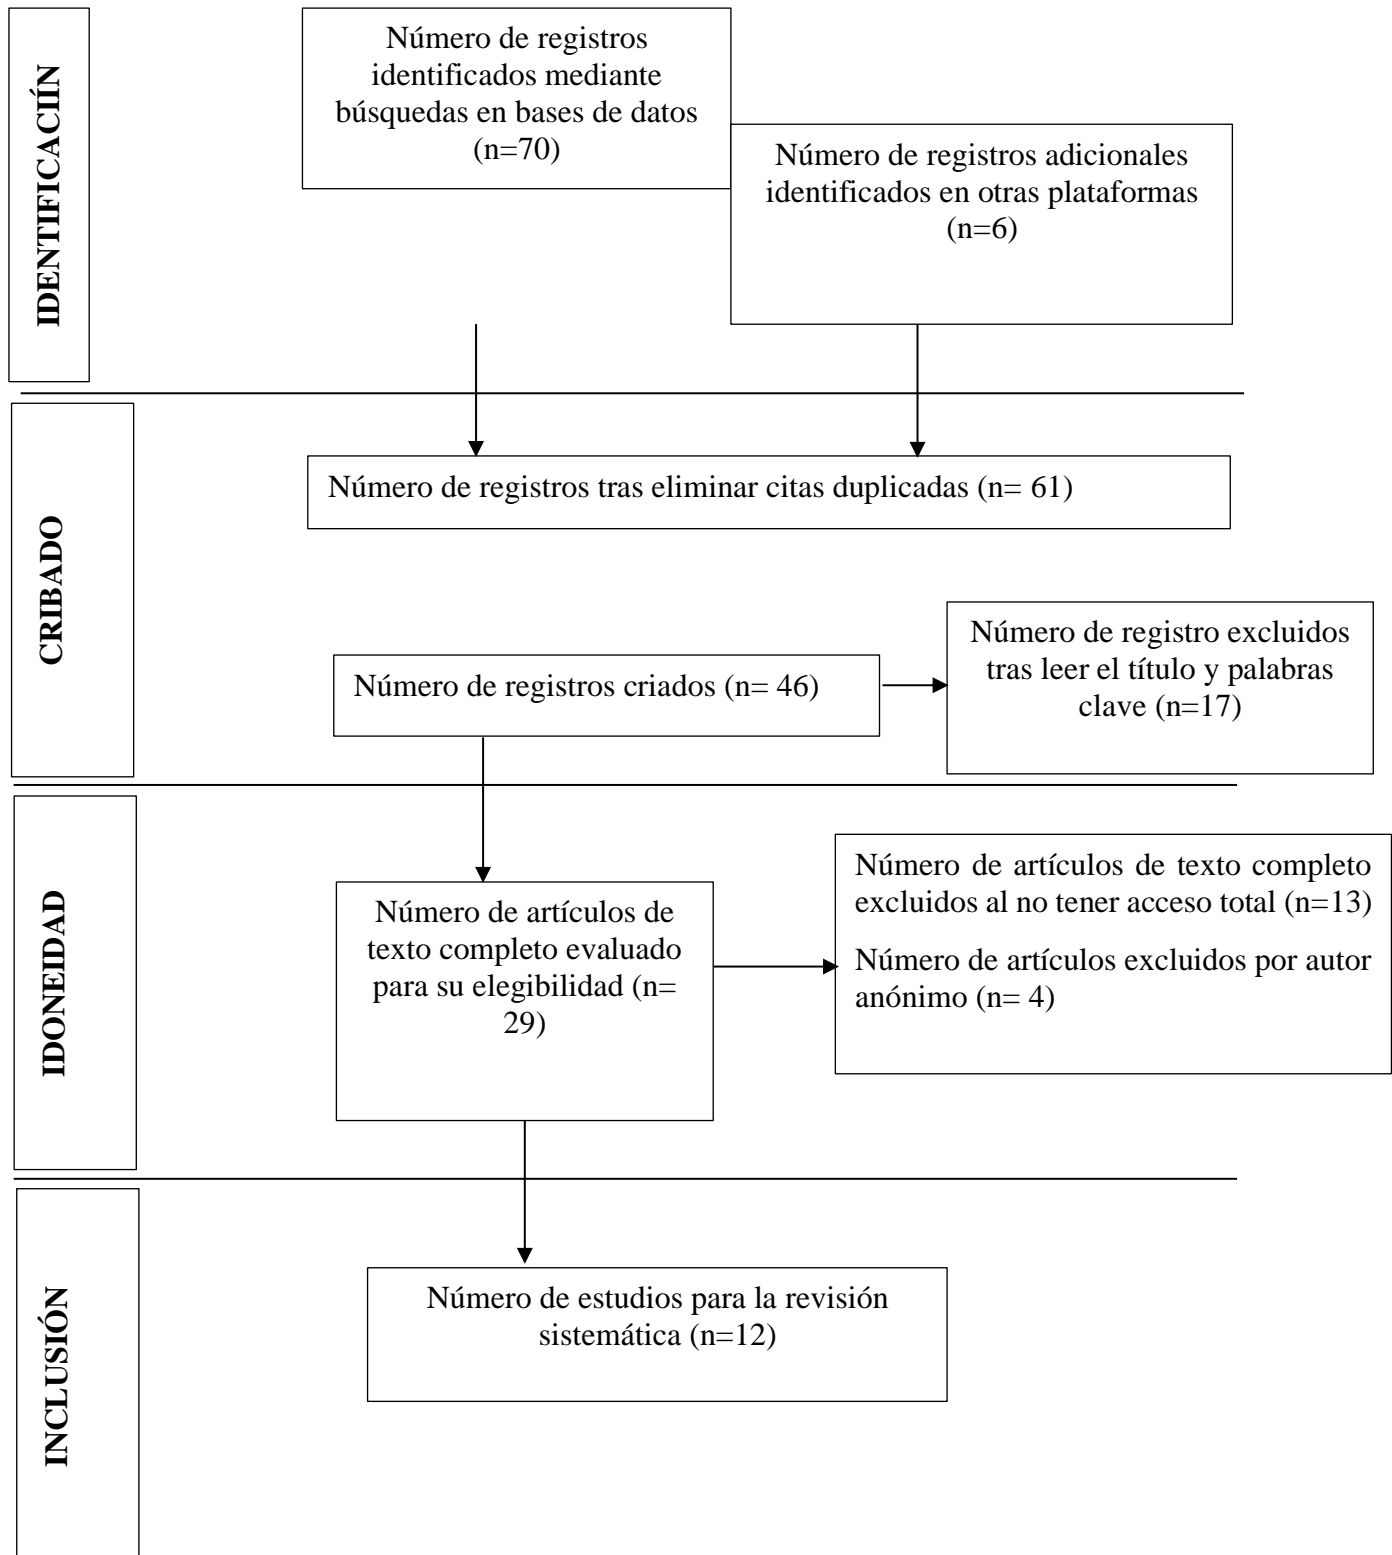 IDENTIFICACIÍN
Número de registros
identificados mediante
búsquedas en bases de datos
(n=70)
Número de registros adicionales
identificados en otras plataformas
(n=6)
CRIBADO
Número de registros tras eliminar citas duplicadas (n= 61)
Número de registros criados (n= 46)
Número de registro excluidos
tras leer el título y palabras
clave (n=17)
IDONEIDAD
Número de artículos de
texto completo evaluado
para su elegibilidad (n=
29)
Número de artículos de texto completo
excluidos al no tener acceso total (n=13)
Número de artículos excluidos por autor
anónimo (n= 4)
INCLUSIÓN
Número de estudios para la revisión
sistemática (n=12)